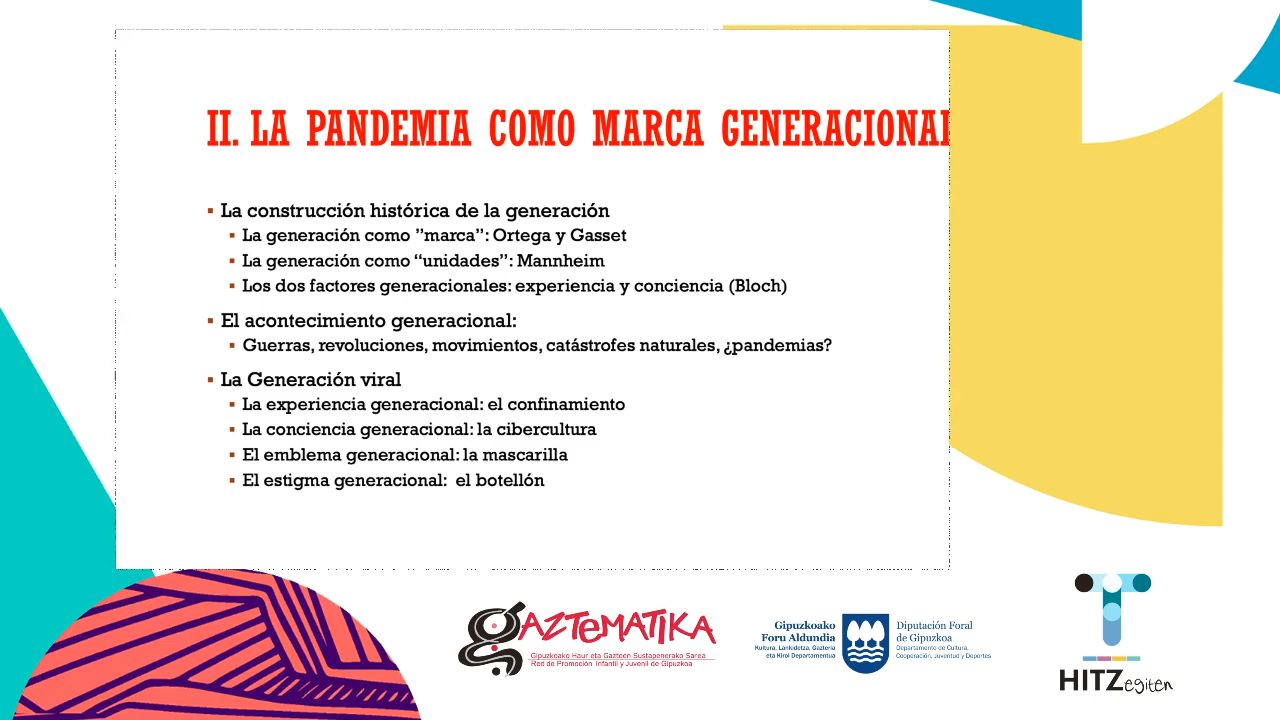 II. LA PANDEMIA COMO MARCA GENERACIONAL
La construcción histórica de la generación
La generación como ”marca”: Ortega y Gasset
La generación como “unidades”: Mannheim
Los dos factores generacionales: experiencia y conciencia (Bloch)
El acontecimiento generacional:
Guerras, revoluciones, movimientos, catástrofes naturales, ¿pandemias?
La Generación viral
La experiencia generacional: el confinamiento
La conciencia generacional: la cibercultura
El emblema generacional: la mascarilla
El estigma generacional: el botellón
gAZTEMATIKA
Gipuzkoako Haur eta Gazteen Sustapenerako Sarea
Red de Promoción Infantil y Juvenil de Gipuzkoa
Gipuzkoako
Foru Aldundia
Kultura, Lankidetza, Gazteria
eta Kirol Departamentua
Diputación Foral
de Gipuzkoa
Departamento de Cultura,
Cooperación, Juventud y Deportes
HITZegiten